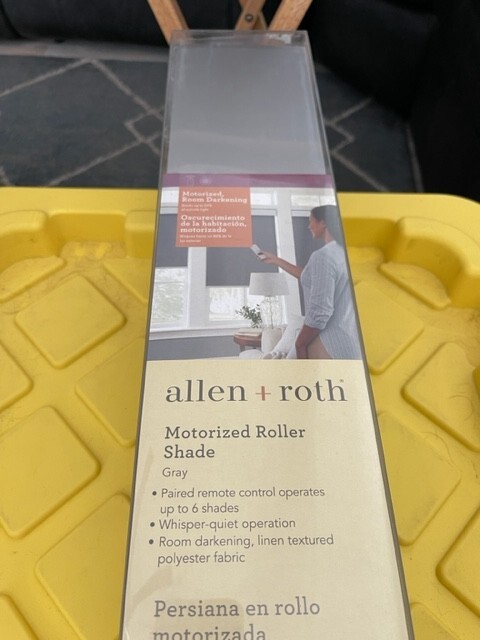 Motorized,
Room Darkening
Oscurecimiento
de la habitación,
motorizado
allen + roth®
Motorized Roller
Shade
Gray
• Paired remote control operates
up to 6 shades
• Whisper-quiet operation
• Room darkening, linen textured
polyester fabric
Persiana en rollo
motorizada